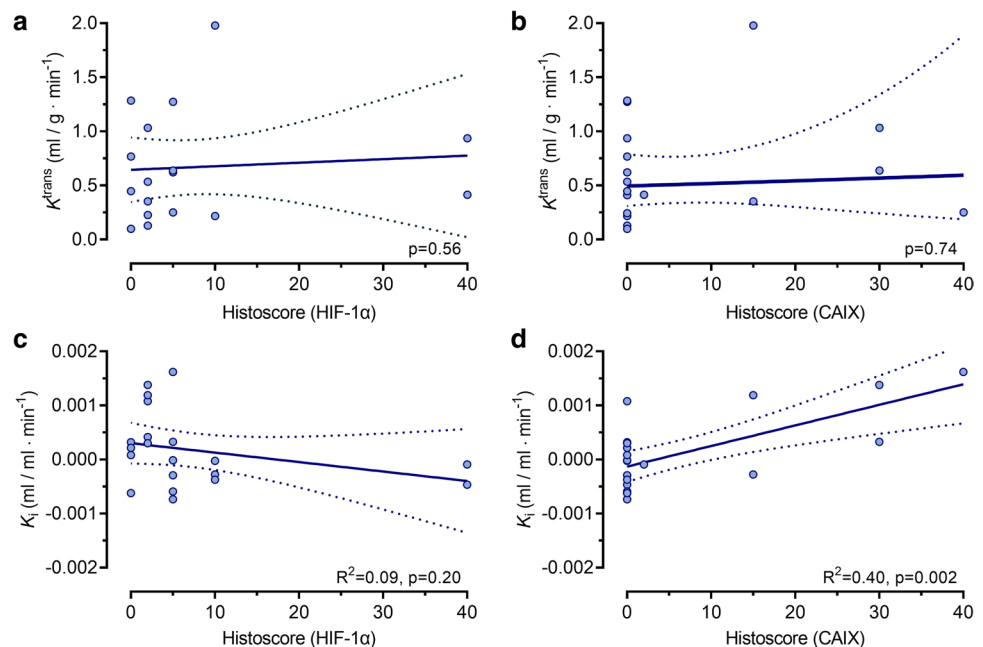 a
2.0
1.5
1.0
0.5
0.0
K^trans (ml / g · min⁻¹)
p=0.56
0 10 20 30 40
Histoscore (HIF-1α)
b
2.0
1.5
1.0
0.5
0.0
K^trans (ml / g · min⁻¹)
p=0.74
0 10 20 30 40
Histoscore (CAIX)
c
0.002
0.001
0.000
-0.001
-0.002
Kᵢ (ml / ml · min⁻¹)
R²=0.09, p=0.20
0 10 20 30 40
Histoscore (HIF-1α)
d
0.002
0.001
0.000
-0.001
-0.002
Kᵢ (ml / ml · min⁻¹)
R²=0.40, p=0.002
0 10 20 30 40
Histoscore (CAIX)